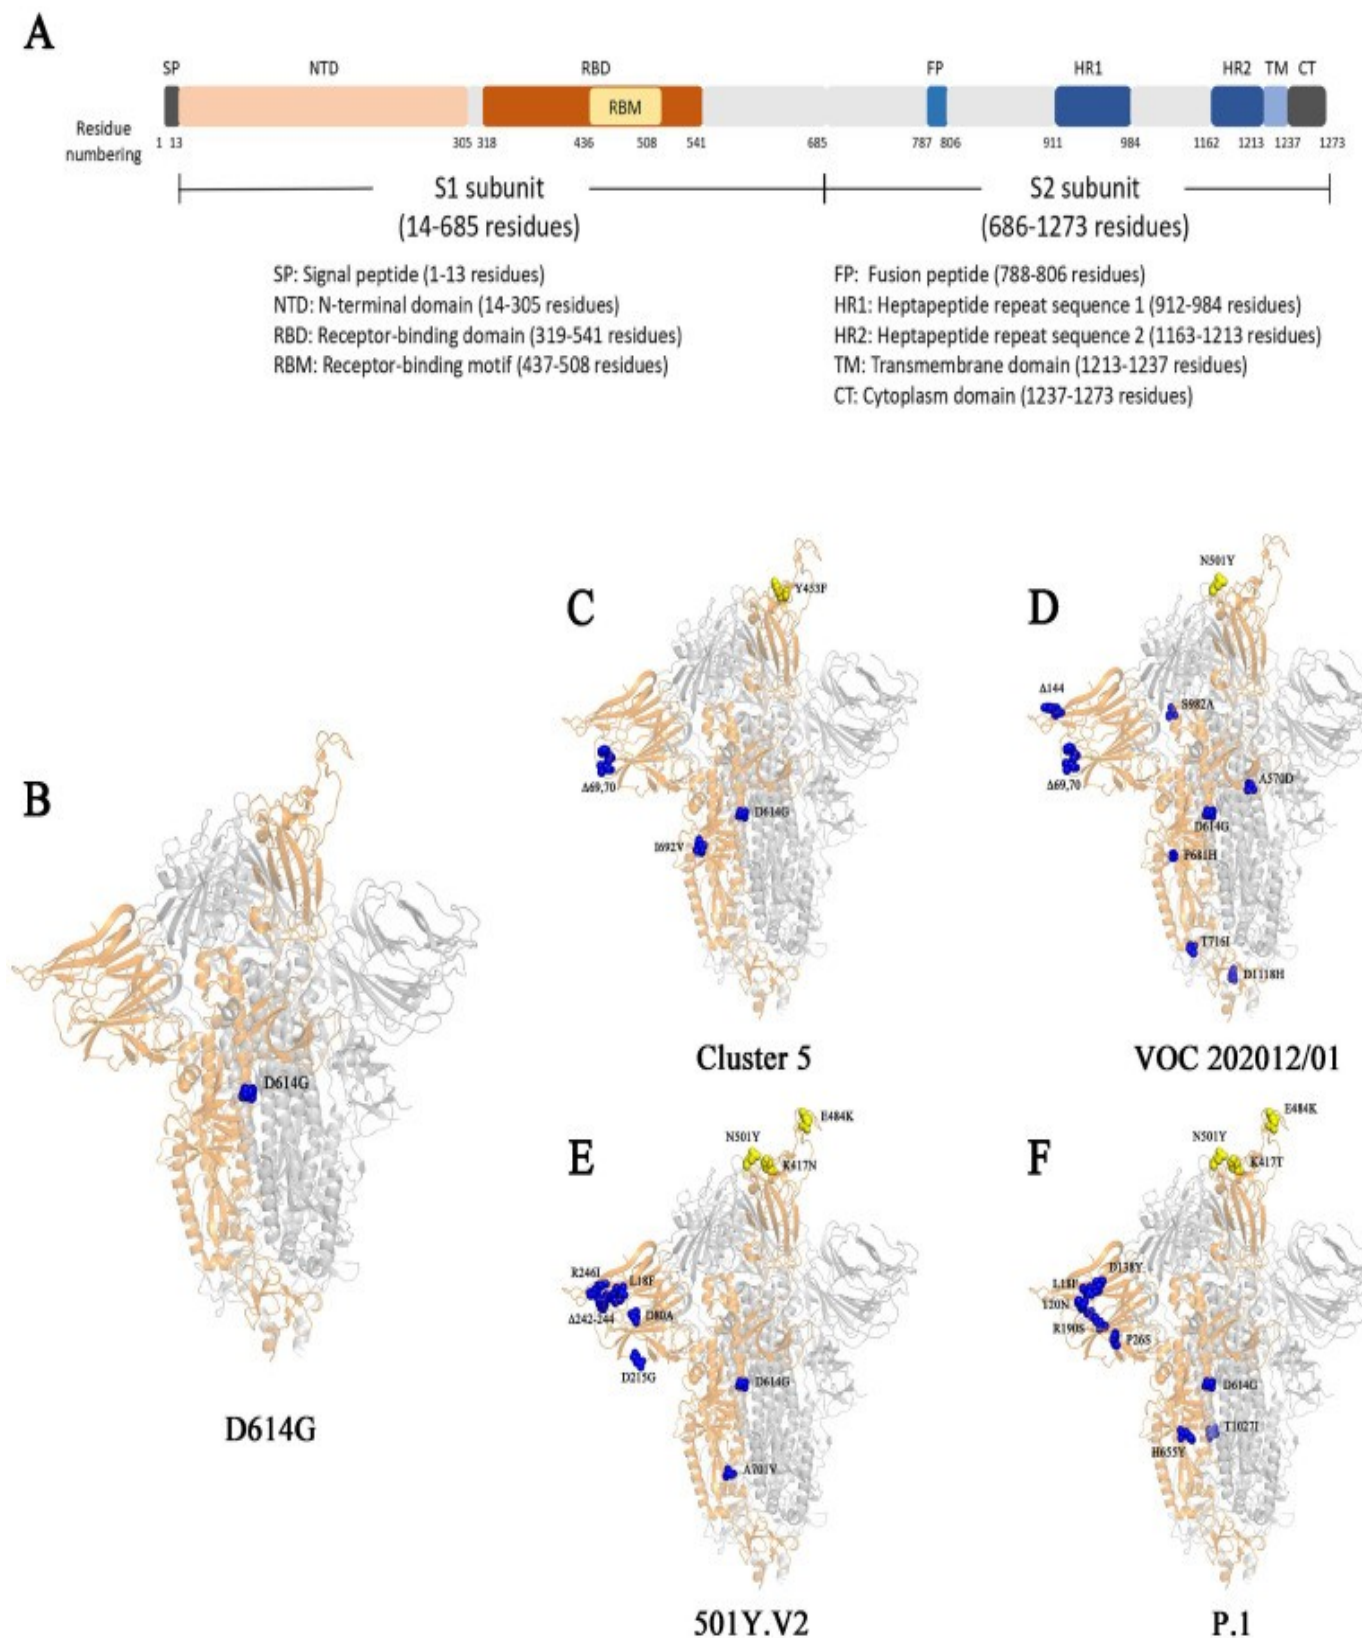 A
SP NTD RBD FP HR1 HR2 TM CT
RBM
Residue
numbering
1 13 305 318 436 508 541 685 787 806 911 984 1162 1213 1237 1273
S1 subunit
(14-685 residues)
S2 subunit
(686-1273 residues)
SP: Signal peptide (1-13 residues)
NTD: N-terminal domain (14-305 residues)
RBD: Receptor-binding domain (319-541 residues)
RBM: Receptor-binding motif (437-508 residues)
FP: Fusion peptide (788-806 residues)
HR1: Heptapeptide repeat sequence 1 (912-984 residues)
HR2: Heptapeptide repeat sequence 2 (1163-1213 residues)
TM: Transmembrane domain (1213-1237 residues)
CT: Cytoplasm domain (1237-1273 residues)
B
D614G
D614G
C
Y453F
Δ69,70
D614G
I692V
Cluster 5
D
N501Y
Δ144
S982A
Δ69,70
A570D
D614G
P681H
T716I
D1118H
VOC 202012/01
E
E484K
N501Y
K417N
R246I
L18F
Δ242-244
D80A
D215G
D614G
A701V
501Y.V2
F
E484K
N501Y
K417T
D138Y
L18F
T20N
R190S
P26S
D614G
T1027I
H655Y
P.1